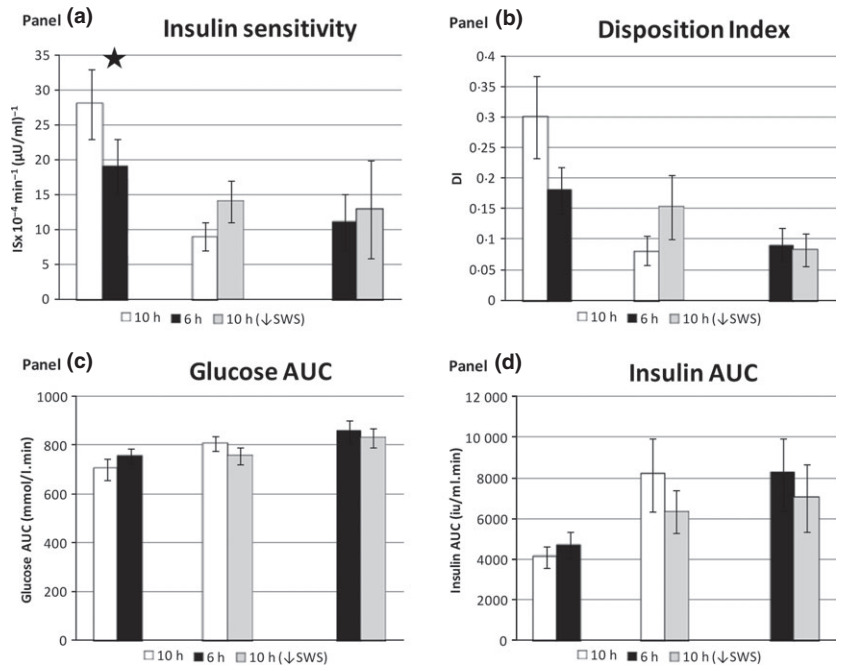 Panel (a) Insulin sensitivity
35
30
25
20
15
10
5
0
ISx 10⁻⁴ min⁻¹ (µU/ml)⁻¹
10 h 6 h 10 h (↓SWS)
Panel (b) Disposition Index
0·4
0·35
0·3
0·25
0·2
0·15
0·1
0·05
0
DI
10 h 6 h 10 h (↓SWS)
Panel (c) Glucose AUC
1000
800
600
400
200
0
Glucose AUC (mmol/l.min)
10 h 6 h 10 h (↓SWS)
Panel (d) Insulin AUC
12 000
10 000
8000
6000
4000
2000
0
Insulin AUC (iu/ml.min)
10 h 6 h 10 h (↓SWS)